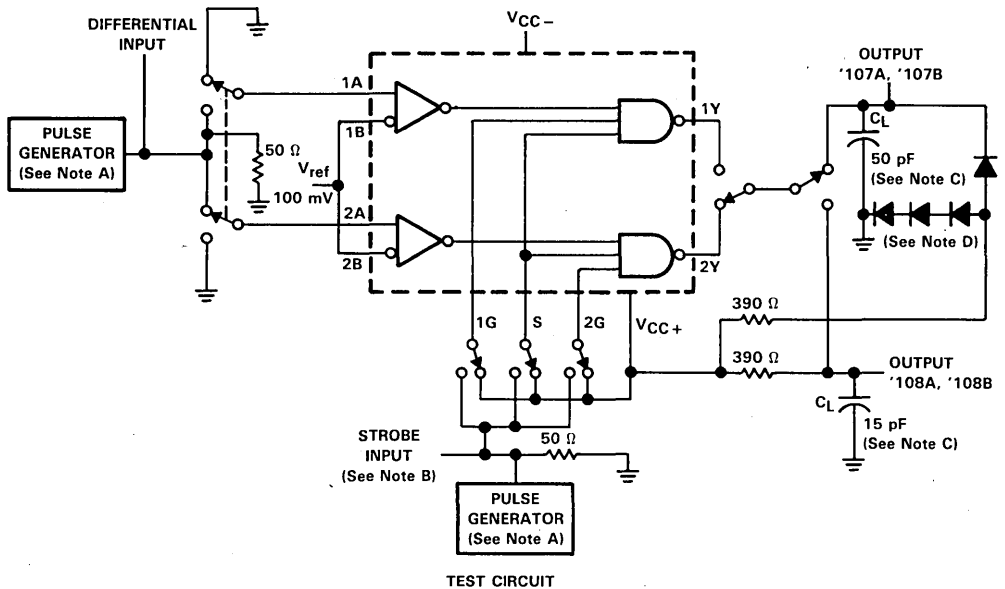 DIFFERENTIAL
INPUT
VCC−
OUTPUT
'107A, '107B
1A
1B
1Y
CL
50 pF
(See Note C)
(See Note D)
PULSE
GENERATOR
(See Note A)
50 Ω
Vref
100 mV
2A
2B
2Y
1G
S
2G
VCC+
390 Ω
390 Ω
OUTPUT
'108A, '108B
CL
15 pF
(See Note C)
STROBE
INPUT
(See Note B)
50 Ω
PULSE
GENERATOR
(See Note A)
TEST CIRCUIT